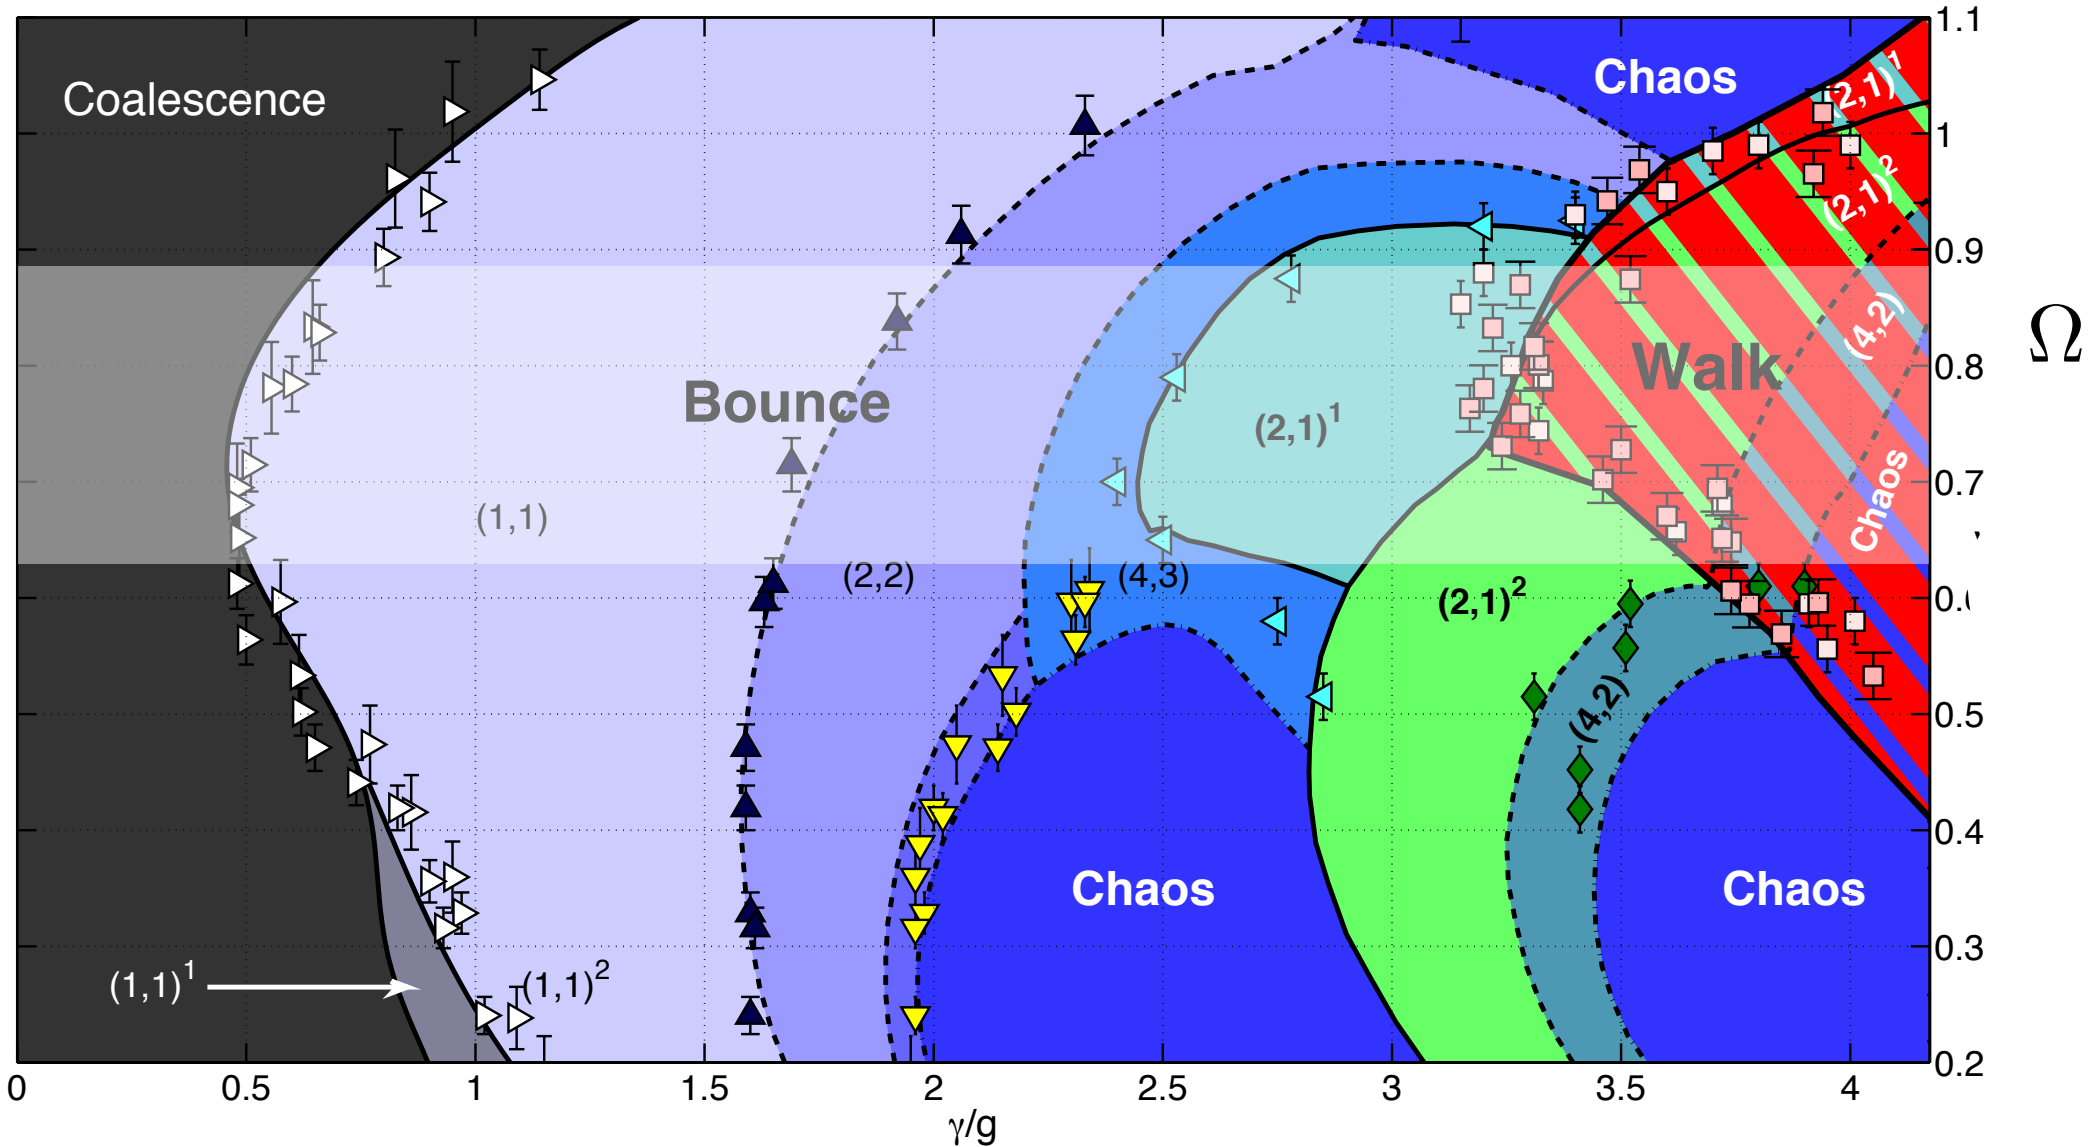 1.1
(2,1)¹
Chaos
Coalescence
1
(2,1)²
0.9
(4,2)
Ω
Walk
0.8
Bounce
(2,1)¹
0.7
Chaos
(1,1)
(2,2)
(4,3)
(2,1)²
(4,2)
0.5
0.4
Chaos
Chaos
0.3
(1,1)¹
(1,1)²
0.2
0 0.5 1 1.5 2 2.5 3 3.5 4
γ/g